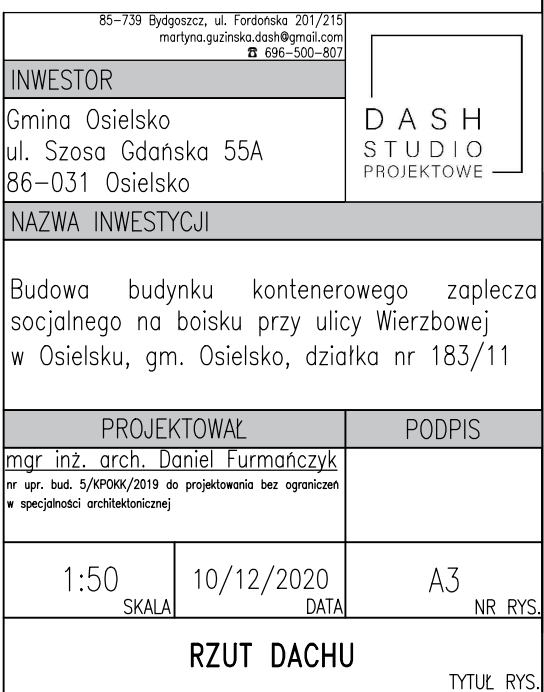 85-739 Bydgoszcz, ul. Fordońska 201/215
martyna.guzinska.dash@gmail.com
☎ 696-500-807
DASH
STUDIO
PROJEKTOWE
INWESTOR
Gmina Osielsko
ul. Szosa Gdańska 55A
86-031 Osielsko
NAZWA INWESTYCJI
Budowa budynku kontenerowego zaplecza
socjalnego na boisku przy ulicy Wierzbowej
w Osielsku, gm. Osielsko, działka nr 183/11
PROJEKTOWAŁ
PODPIS
mgr inż. arch. Daniel Furmańczyk
nr upr. bud. 5/KPOKK/2019 do projektowania bez ograniczeń
w specjalności architektonicznej
1:50
SKALA
10/12/2020
DATA
A3
NR RYS.
RZUT DACHU
TYTUŁ RYS.